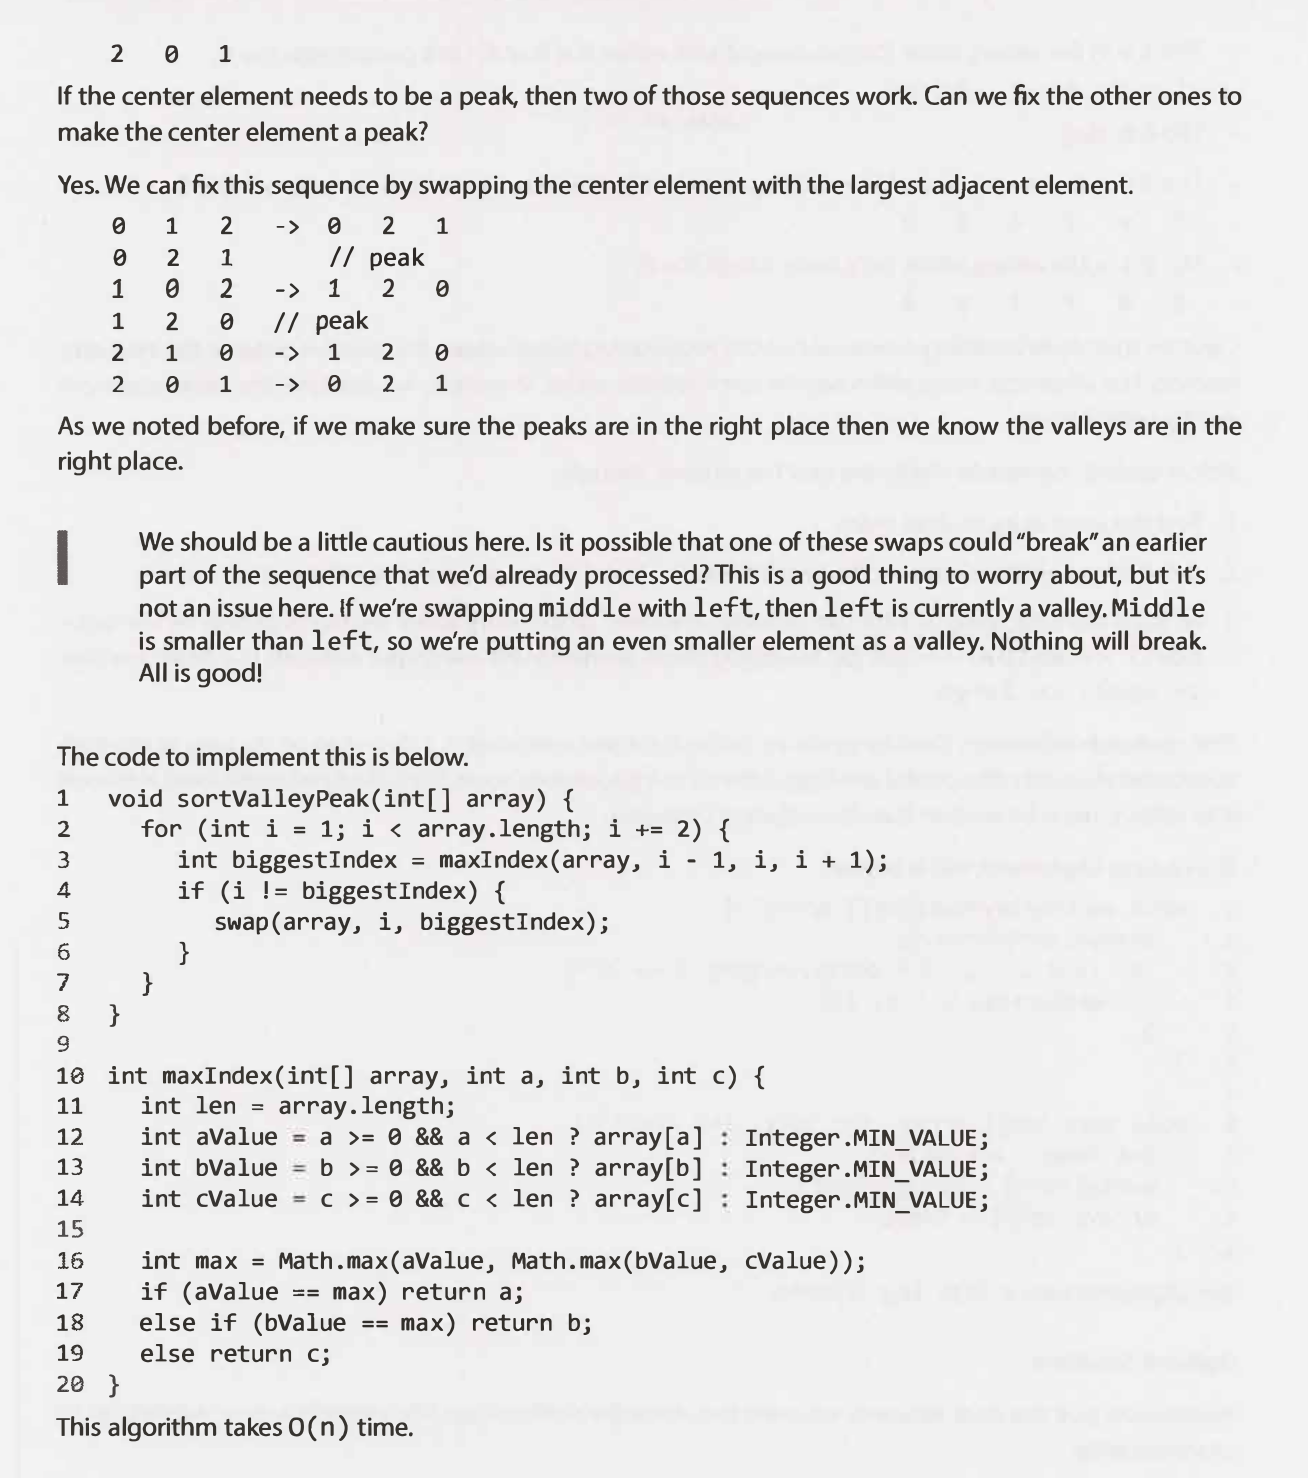 2 0 1
If the center element needs to be a peak, then two of those sequences work. Can we fix the other ones to
make the center element a peak?
Yes. We can fix this sequence by swapping the center element with the largest adjacent element.
0 1 2 -> 0 2 1
0 2 1 // peak
1 0 2 -> 1 2 0
1 2 0 // peak
2 1 0 -> 1 2 0
2 0 1 -> 0 2 1
As we noted before, if we make sure the peaks are in the right place then we know the valleys are in the
right place.
We should be a little cautious here. Is it possible that one of these swaps could "break" an earlier
part of the sequence that we'd already processed? This is a good thing to worry about, but it's
not an issue here. If we're swapping middle with left, then left is currently a valley. Middle
is smaller than left, so we're putting an even smaller element as a valley. Nothing will break.
All is good!
The code to implement this is below.
1 void sortValleyPeak(int[] array) {
2 for (int i = 1; i < array.length; i += 2) {
3 int biggestIndex = maxIndex(array, i - 1, i, i + 1);
4 if (i != biggestIndex) {
5 swap(array, i, biggestIndex);
6 }
7 }
8 }
9
10 int maxIndex(int[] array, int a, int b, int c) {
11 int len = array.length;
12 int aValue = a >= 0 && a < len ? array[a] : Integer.MIN_VALUE;
13 int bValue = b >= 0 && b < len ? array[b] : Integer.MIN_VALUE;
14 int cValue = c >= 0 && c < len ? array[c] : Integer.MIN_VALUE;
15
16 int max = Math.max(aValue, Math.max(bValue, cValue));
17 if (aValue == max) return a;
18 else if (bValue == max) return b;
19 else return c;
20 }
This algorithm takes O(n) time.